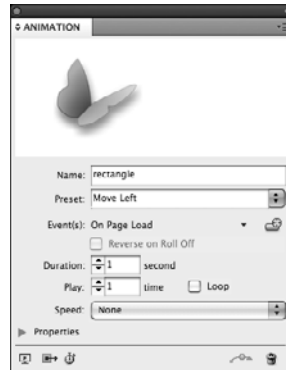 ANIMATION
Name: rectangle
Preset: Move Left
Event(s): On Page Load
Reverse on Roll Off
Duration: 1 second
Play: 1 time Loop
Speed: None
Properties